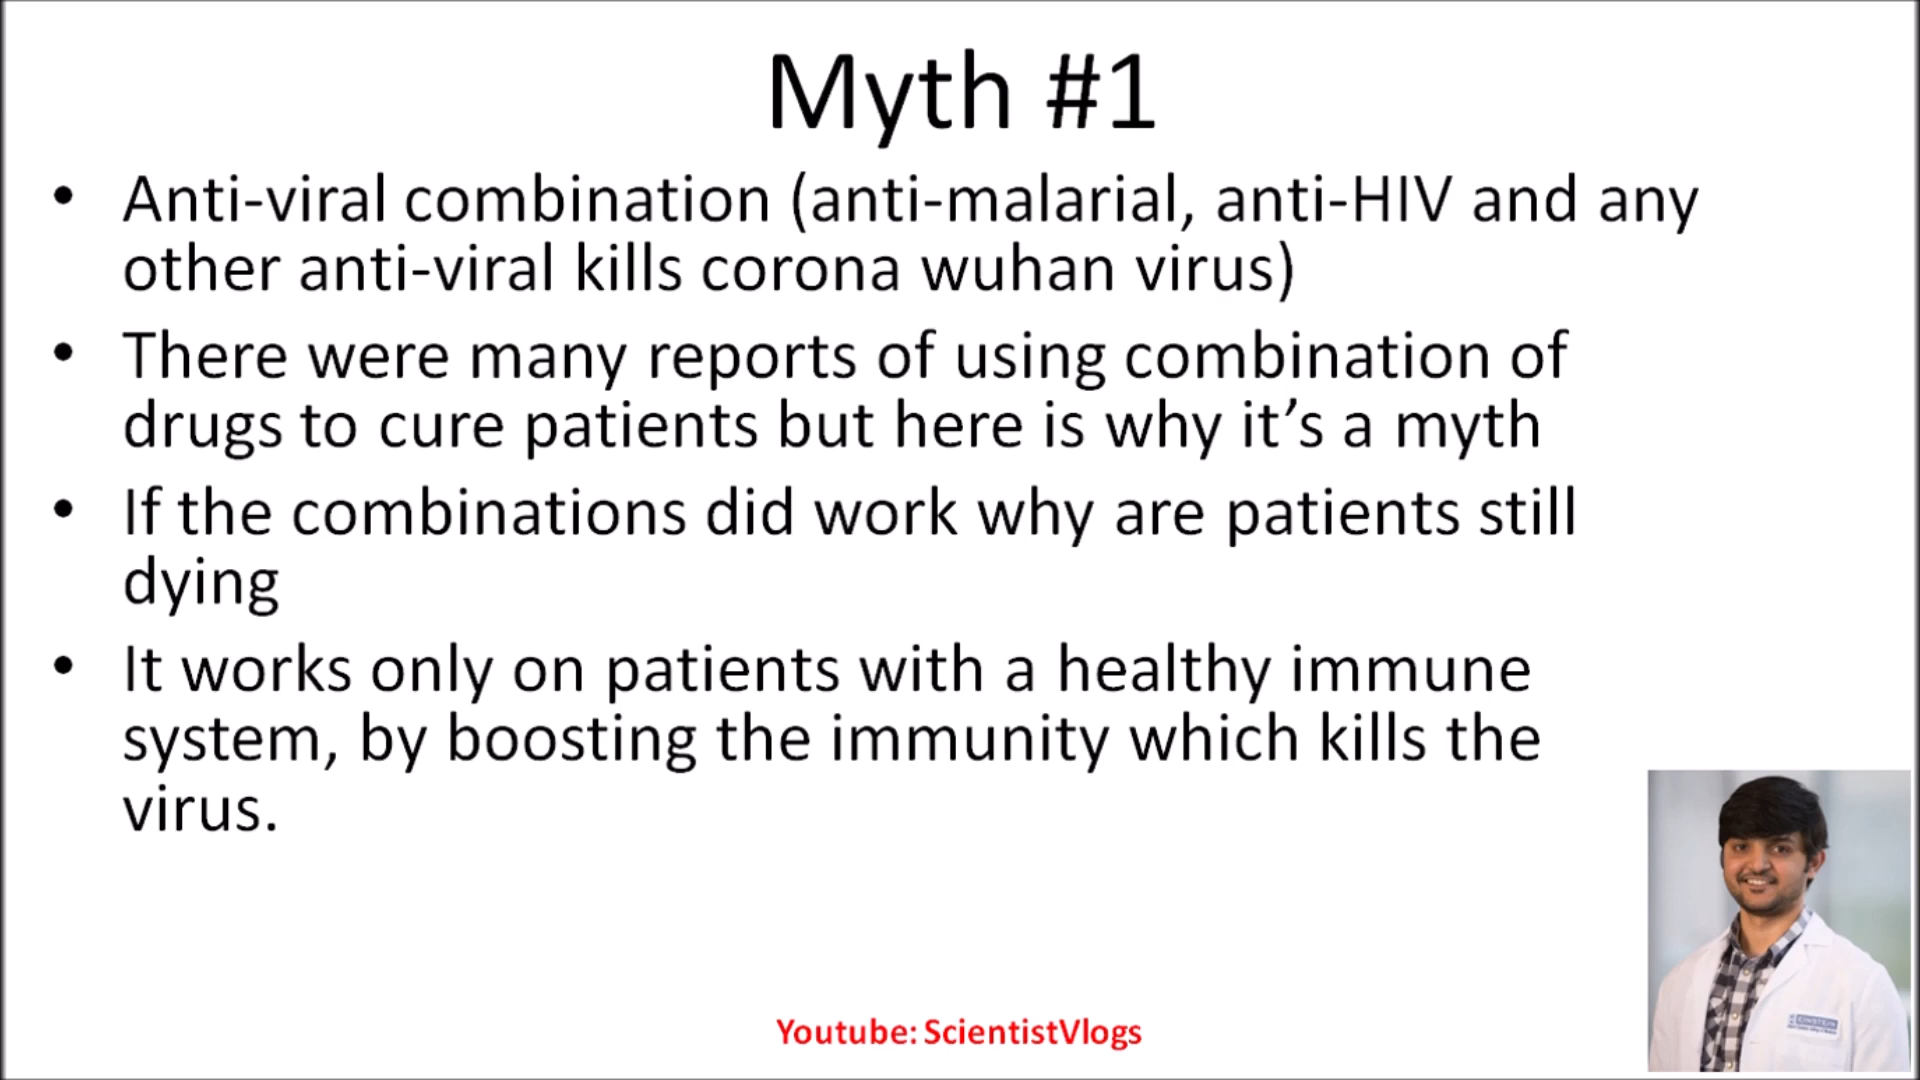 Myth #1
• Anti-viral combination (anti-malarial, anti-HIV and any
other anti-viral kills corona wuhan virus)
• There were many reports of using combination of
drugs to cure patients but here is why it’s a myth
• If the combinations did work why are patients still
dying
• It works only on patients with a healthy immune
system, by boosting the immunity which kills the
virus.
EINSTEIN
Youtube: ScientistVlogs